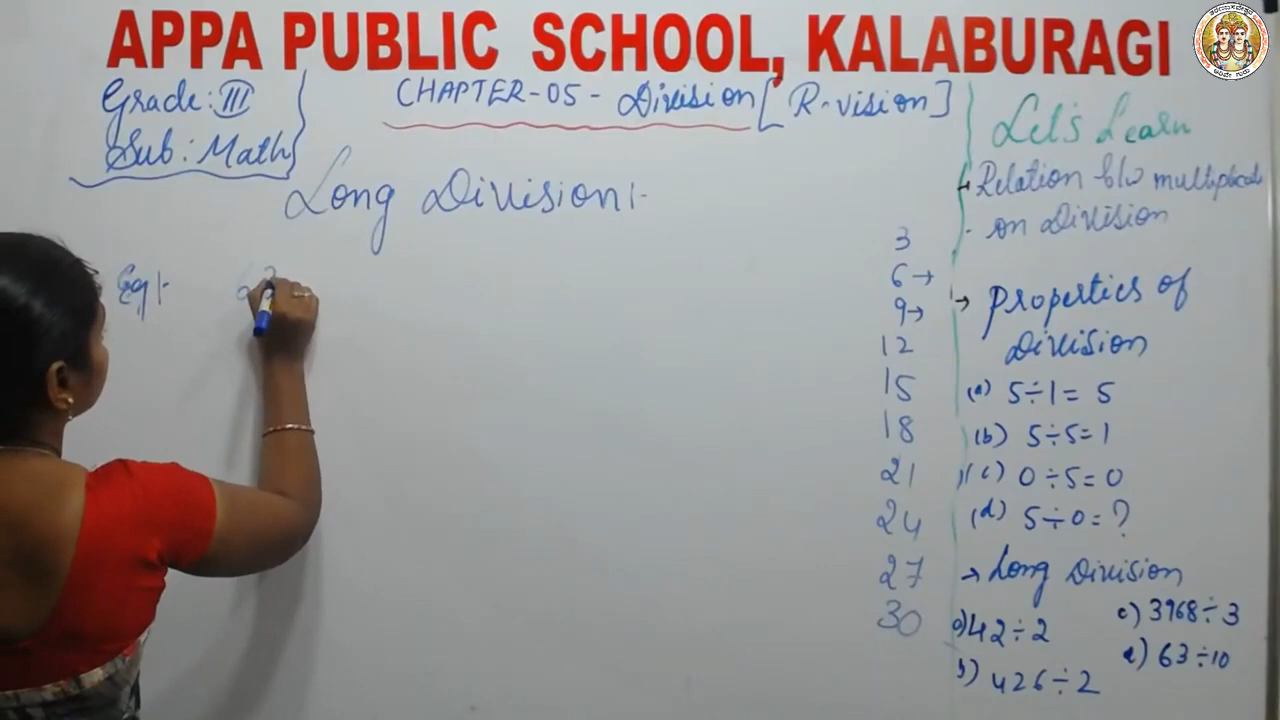 APPA PUBLIC SCHOOL, KALABURAGI
Grade: III
Sub: Math
CHAPTER-05 - Division [R-vision]
Long Division:-
Eg:-
3
6→
9→
12
15
18
21
24
27
30
Let's Learn
→ Relation b/w multiplicati
on Division
→ Properties of
Division
(a) 5÷1= 5
(b) 5÷5=1
(c) 0÷5=0
(d) 5÷0=?
→ Long Division
a) 42÷2
c) 3968÷3
b) 426÷2
e) 63÷10